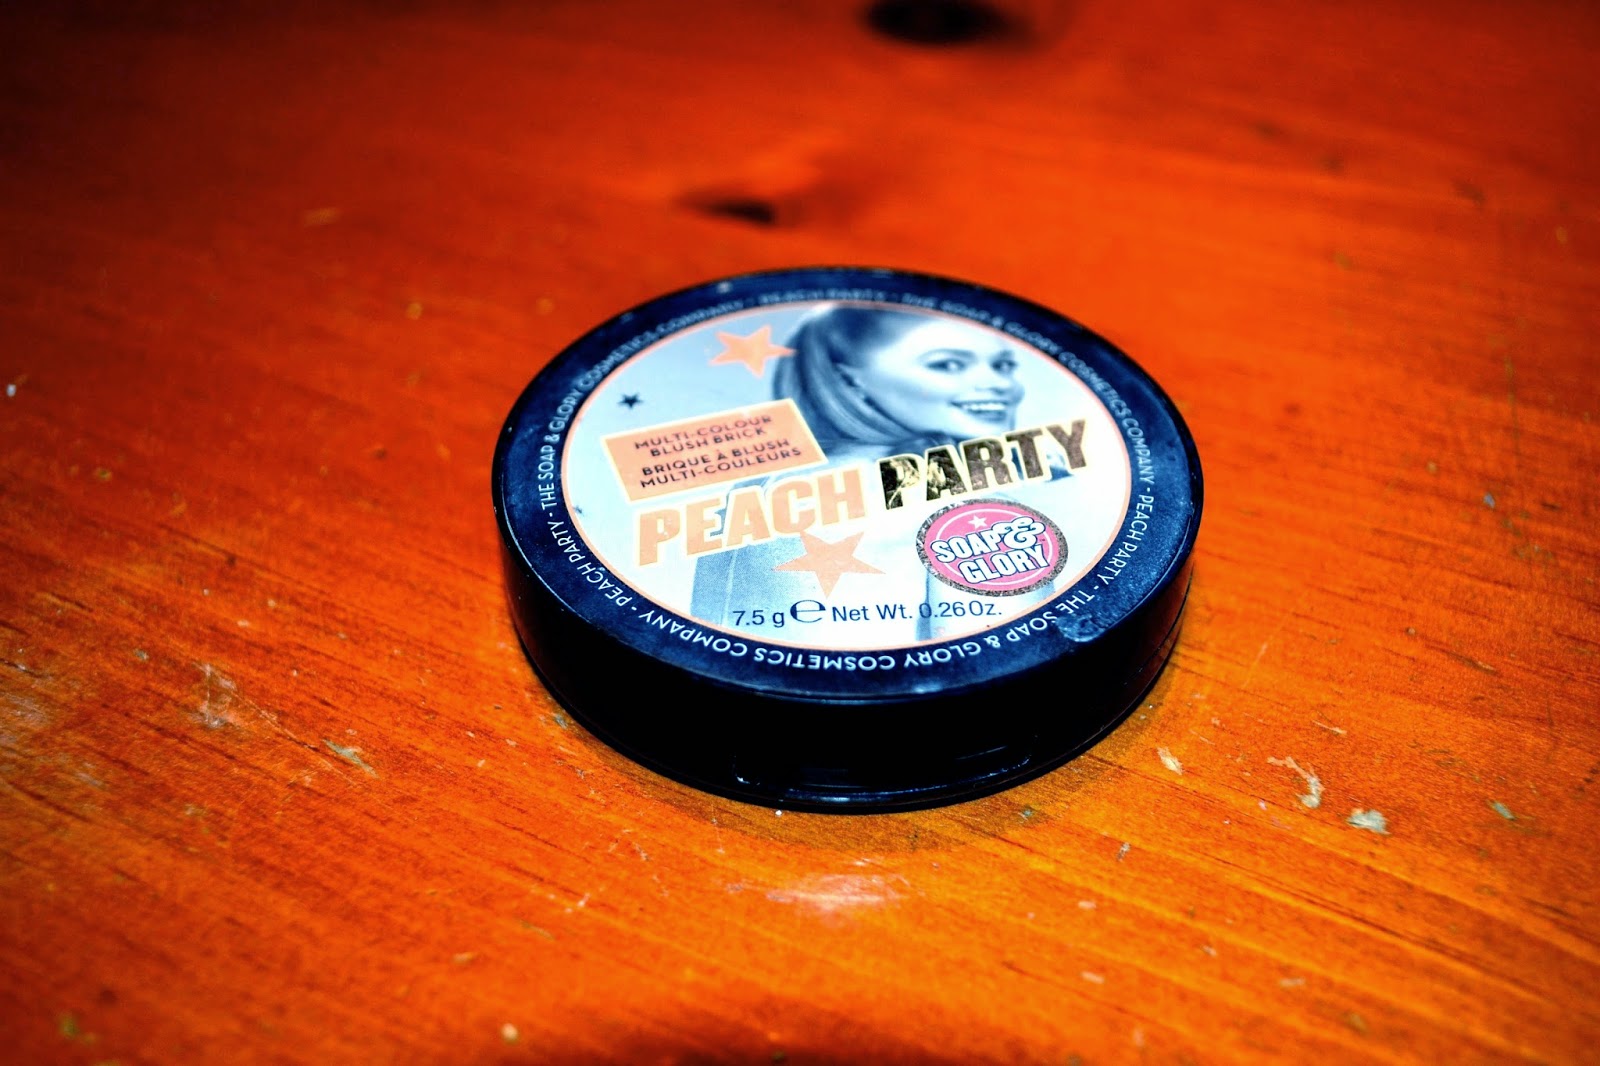 MULTI-COLOUR
BLUSH BRICK
BRIQUE À BLUSH
MULTI-COULEURS
PEACH PARTY
SOAP &
GLORY
7.5 g ℮ Net Wt. 0.26 Oz.
PEACH PARTY - THE SOAP & GLORY COSMETICS COMPANY - PEACH PARTY - THE SOAP & GLORY COSMETICS COMPANY - PEACH PARTY - THE SOAP & GLORY COSMETICS COMPANY -